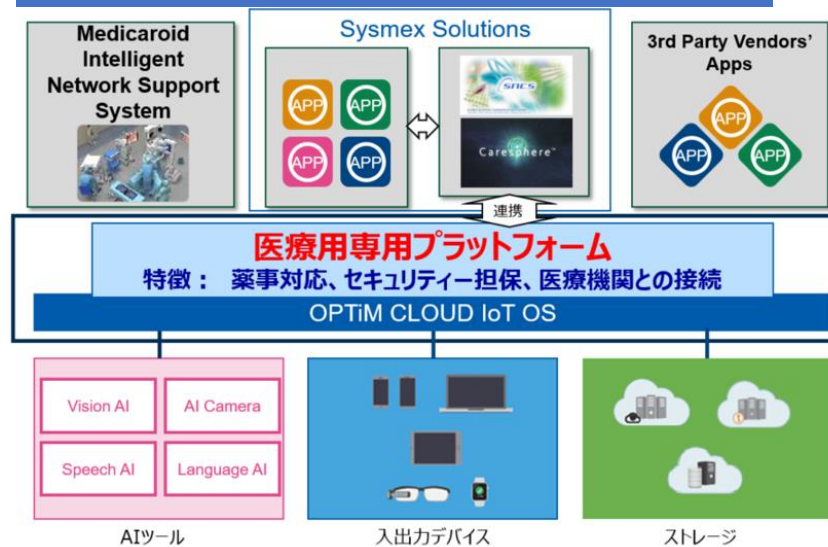 Medicaroid
Intelligent
Network Support
System
Sysmex Solutions
APP
APP
APP
APP
sncs
Caresphere™
3rd Party Vendors'
Apps
APP
APP
APP
連携
医療用専用プラットフォーム
特徴： 薬事対応、セキュリティー担保、医療機関との接続
OPTiM CLOUD IoT OS
Vision AI
AI Camera
Speech AI
Language AI
AIツール
入出力デバイス
ストレージ